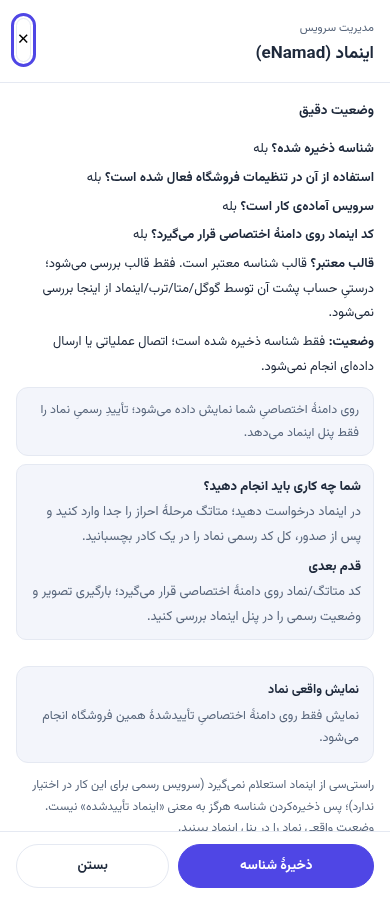 مدیریت سرویس
اینماد (eNamad)
×
وضعیت دقیق
شناسه ذخیره شده؟ بله
استفاده از آن در تنظیمات فروشگاه فعال شده است؟ بله
سرویس آماده‌ی کار است؟ بله
کد اینماد روی دامنهٔ اختصاصی قرار می‌گیرد؟ بله
قالب معتبر؟ قالب شناسه معتبر است. فقط قالب بررسی می‌شود؛
درستیِ حساب پشت آن توسط گوگل/متا/ترب/اینماد از اینجا بررسی
نمی‌شود.
وضعیت: فقط شناسه ذخیره شده است؛ اتصال عملیاتی یا ارسال
داده‌ای انجام نمی‌شود.
روی دامنهٔ اختصاصیِ شما نمایش داده می‌شود؛ تأییدِ رسمیِ نماد را
فقط پنل اینماد می‌دهد.
شما چه کاری باید انجام دهید؟
در اینماد درخواست دهید؛ متاتگ مرحلهٔ احراز را جدا وارد کنید و
پس از صدور، کل کد رسمی نماد را در یک کادر بچسبانید.
قدم بعدی
کد متاتگ/نماد روی دامنهٔ اختصاصی قرار می‌گیرد؛ بارگیری تصویر و
وضعیت رسمی را در پنل اینماد بررسی کنید.
نمایش واقعی نماد
نمایش فقط روی دامنهٔ اختصاصیِ تأییدشدهٔ همین فروشگاه انجام
می‌شود.
راستی‌سی از اینماد استعلام نمی‌گیرد (سرویس رسمی برای این کار در اختیار
ندارد)؛ پس ذخیره‌کردن شناسه هرگز به معنی «اینماد تأییدشده» نیست.
وضعیت واقعی نماد را در پنل اینماد ببینید.
ذخیرهٔ شناسه
بستن